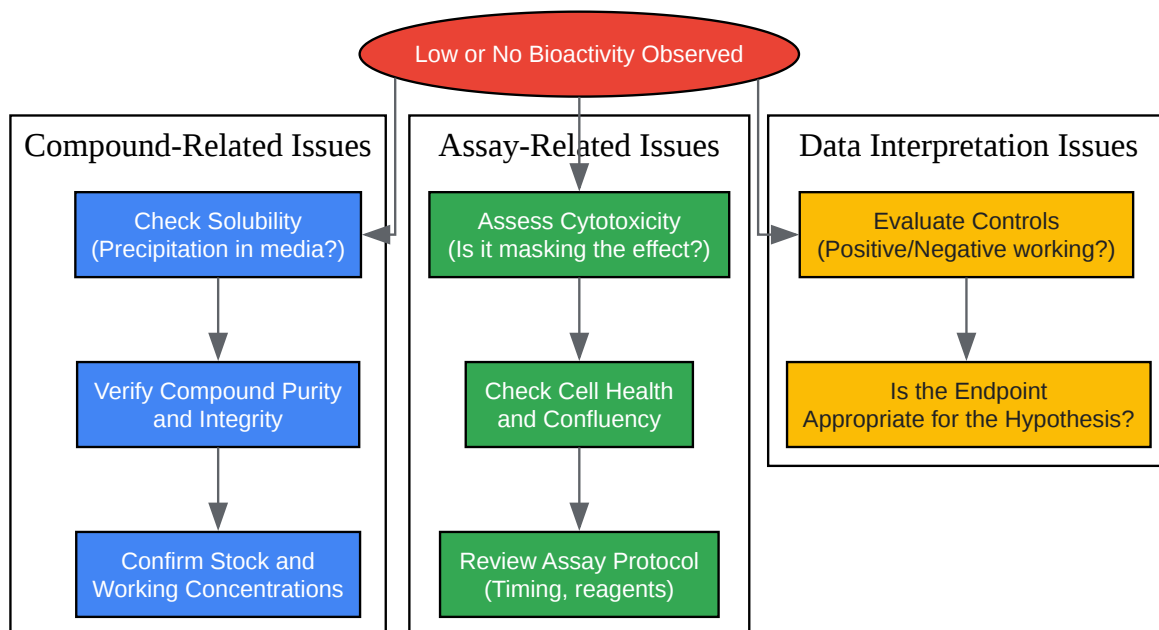 Low or No Bioactivity Observed
Compound-Related Issues
Check Solubility
(Precipitation in media?)
Verify Compound Purity
and Integrity
Confirm Stock and
Working Concentrations
Assay-Related Issues
Assess Cytotoxicity
(Is it masking the effect?)
Check Cell Health
and Confluency
Review Assay Protocol
(Timing, reagents)
Data Interpretation Issues
Evaluate Controls
(Positive/Negative working?)
Is the Endpoint
Appropriate for the Hypothesis?